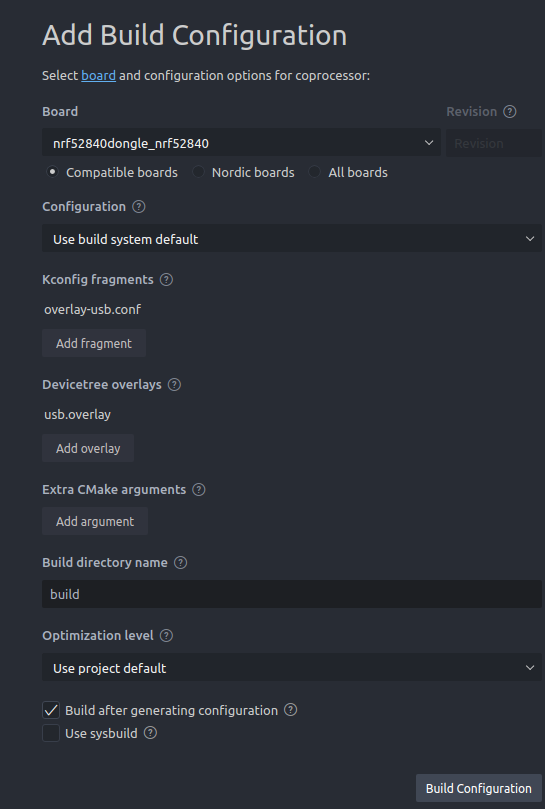 Add Build Configuration
Select board and configuration options for coprocessor:
Board
Revision
nrf52840dongle_nrf52840
Revision
Compatible boards Nordic boards All boards
Configuration
Use build system default
Kconfig fragments
overlay-usb.conf
Add fragment
Devicetree overlays
usb.overlay
Add overlay
Extra CMake arguments
Add argument
Build directory name
build
Optimization level
Use project default
Build after generating configuration
Use sysbuild
Build Configuration